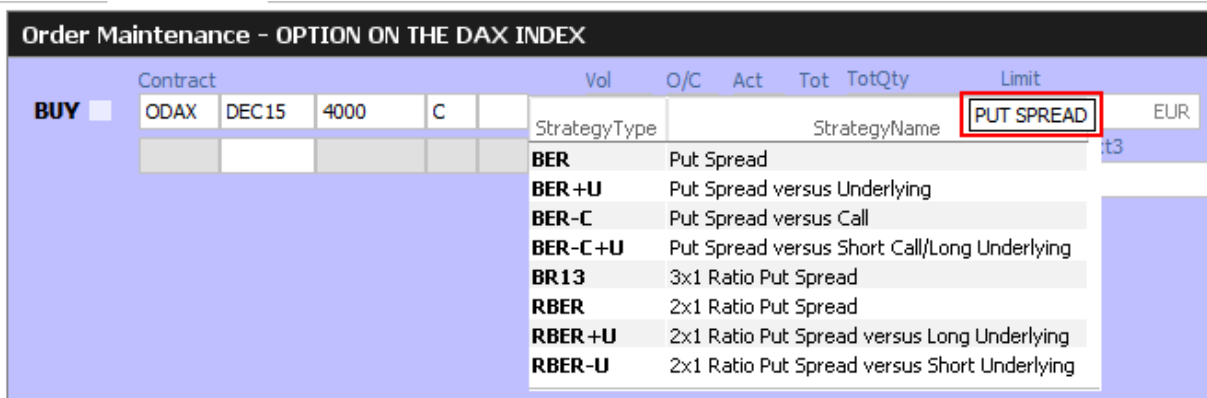 Order Maintenance - OPTION ON THE DAX INDEX
Contract Vol O/C Act Tot TotQty Limit
BUY ODAX DEC15 4000 C EUR
StrategyType StrategyName PUT SPREAD
xt3
BER Put Spread
BER+U Put Spread versus Underlying
BER-C Put Spread versus Call
BER-C+U Put Spread versus Short Call/Long Underlying
BR13 3x1 Ratio Put Spread
RBER 2x1 Ratio Put Spread
RBER+U 2x1 Ratio Put Spread versus Long Underlying
RBER-U 2x1 Ratio Put Spread versus Short Underlying